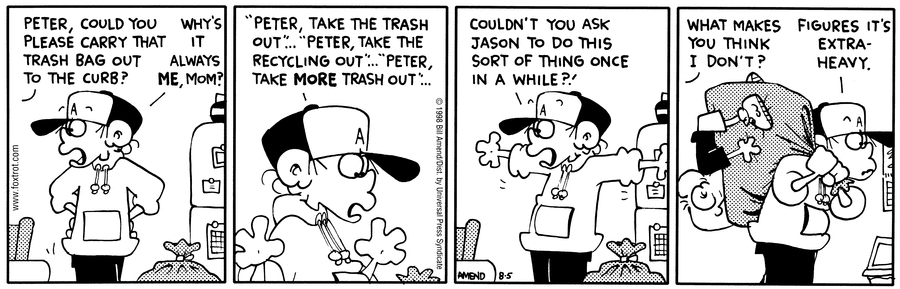 PETER, COULD YOU
PLEASE CARRY THAT
TRASH BAG OUT
TO THE CURB?
WHY'S
IT
ALWAYS
ME, MOM?
A
www.foxtrot.com
"PETER, TAKE THE TRASH
OUT"... "PETER, TAKE THE
RECYCLING OUT"... "PETER,
TAKE MORE TRASH OUT"...
A
© 1998 Bill Amend/Dist. by Universal Press Syndicate
COULDN'T YOU ASK
JASON TO DO THIS
SORT OF THING ONCE
IN A WHILE?!
A
AMEND 8-5
WHAT MAKES
YOU THINK
I DON'T?
FIGURES IT'S
EXTRA-
HEAVY.
A